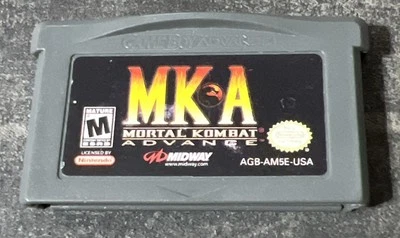 GAME BOY ADVANCE
MK A
MORTAL KOMBAT
ADVANCE
MATURE
M
ESRB
LICENSED BY
Nintendo
MIDWAY
www.midway.com
AGB-AM5E-USA